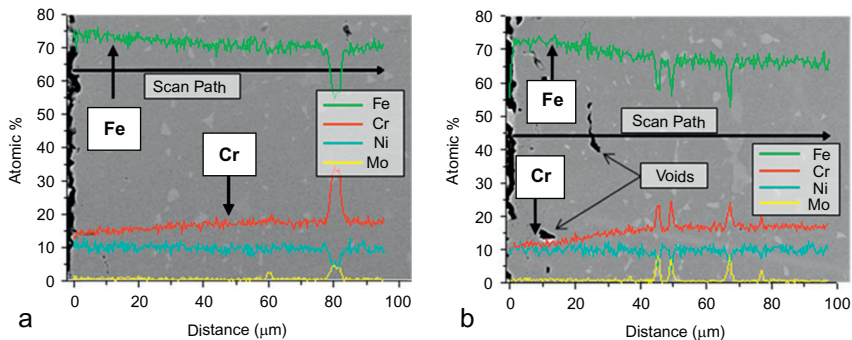 80
70
60
50
40
30
20
10
0
Atomic %
Scan Path
Fe
Cr
Fe
Cr
Ni
Mo
0 20 40 60 80 100
Distance (μm)
a
80
70
60
50
40
30
20
10
0
Atomic %
Fe
Scan Path
Cr
Voids
Fe
Cr
Ni
Mo
0 20 40 60 80 100
Distance (μm)
b